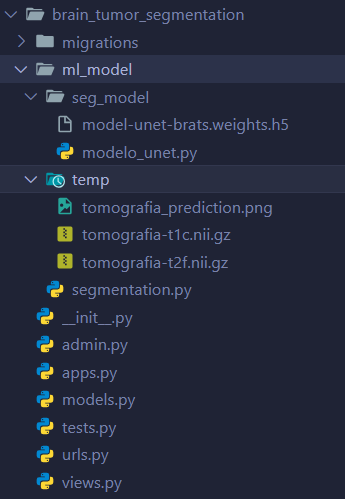 brain_tumor_segmentation
migrations
ml_model
seg_model
model-unet-brats.weights.h5
modelo_unet.py
temp
tomografia_prediction.png
tomografia-t1c.nii.gz
tomografia-t2f.nii.gz
segmentation.py
__init__.py
admin.py
apps.py
models.py
tests.py
urls.py
views.py